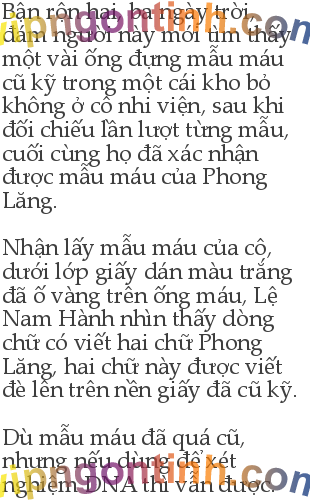 Bận rộn hai, ba ngày trời,
đám người này mới tìm thấy
một vài ống đựng mẫu máu
cũ kỹ trong một cái kho bỏ
không ở cô nhi viện, sau khi
đối chiếu lần lượt từng mẫu,
cuối cùng họ đã xác nhận
được mẫu máu của Phong
Lăng.
Nhận lấy mẫu máu của cô,
dưới lớp giấy dán màu trắng
đã ố vàng trên ống máu, Lệ
Nam Hành nhìn thấy dòng
chữ có viết hai chữ Phong
Lăng, hai chữ này được viết
đè lên trên nền giấy đã cũ kỹ.
Dù mẫu máu đã quá cũ,
nhưng nếu dùng để xét
nghiệm DNA thì vẫn được.